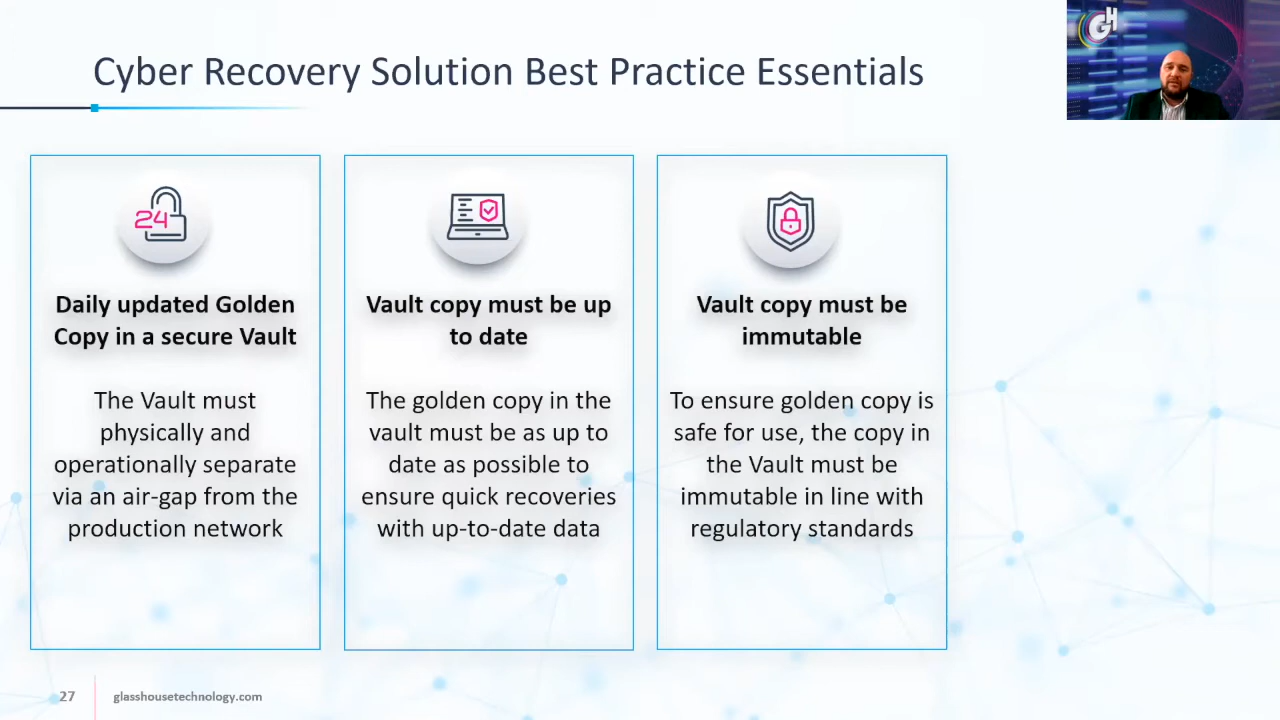 Cyber Recovery Solution Best Practice Essentials
GH
24
Daily updated Golden
Copy in a secure Vault
The Vault must
physically and
operationally separate
via an air-gap from the
production network
Vault copy must be up
to date
The golden copy in the
vault must be as up to
date as possible to
ensure quick recoveries
with up-to-date data
Vault copy must be
immutable
To ensure golden copy is
safe for use, the copy in
the Vault must be
immutable in line with
regulatory standards
27
glasshousetechnology.com